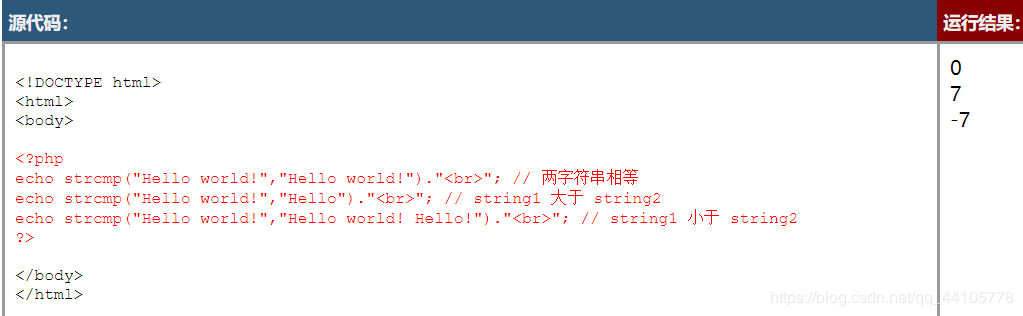 源代码：
运行结果：
<!DOCTYPE html>
<html>
<body>
<?php
echo strcmp("Hello world!","Hello world!")."<br>"; // 两字符串相等
echo strcmp("Hello world!","Hello")."<br>"; // string1 大于 string2
echo strcmp("Hello world!","Hello world! Hello!")."<br>"; // string1 小于 string2
?>
</body>
</html>
0
7
-7
https://blog.csdn.net/qq_44105778